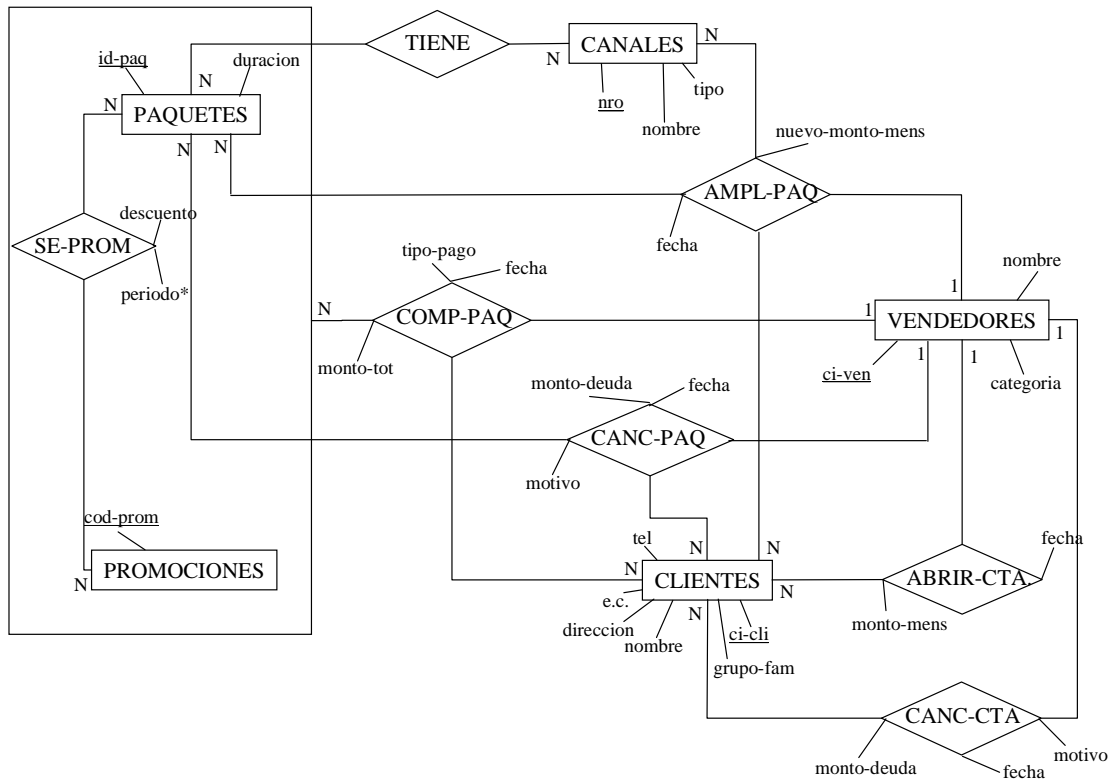 TIENE
N
CANALES
N
id-paq
duracion
N
nro
tipo
nombre
N
PAQUETES
N
N
nuevo-monto-mens
AMPL-PAQ
descuento
SE-PROM
fecha
tipo-pago
fecha
nombre
periodo*
N
COMP-PAQ
1
1
VENDEDORES
1
1
1
monto-tot
ci-ven
categoria
monto-deuda
fecha
CANC-PAQ
motivo
cod-prom
PROMOCIONES
N
tel
N
N
N
CLIENTES
N
ABRIR-CTA.
fecha
e.c.
direccion
nombre
N
ci-cli
grupo-fam
monto-mens
CANC-CTA
monto-deuda
fecha
motivo